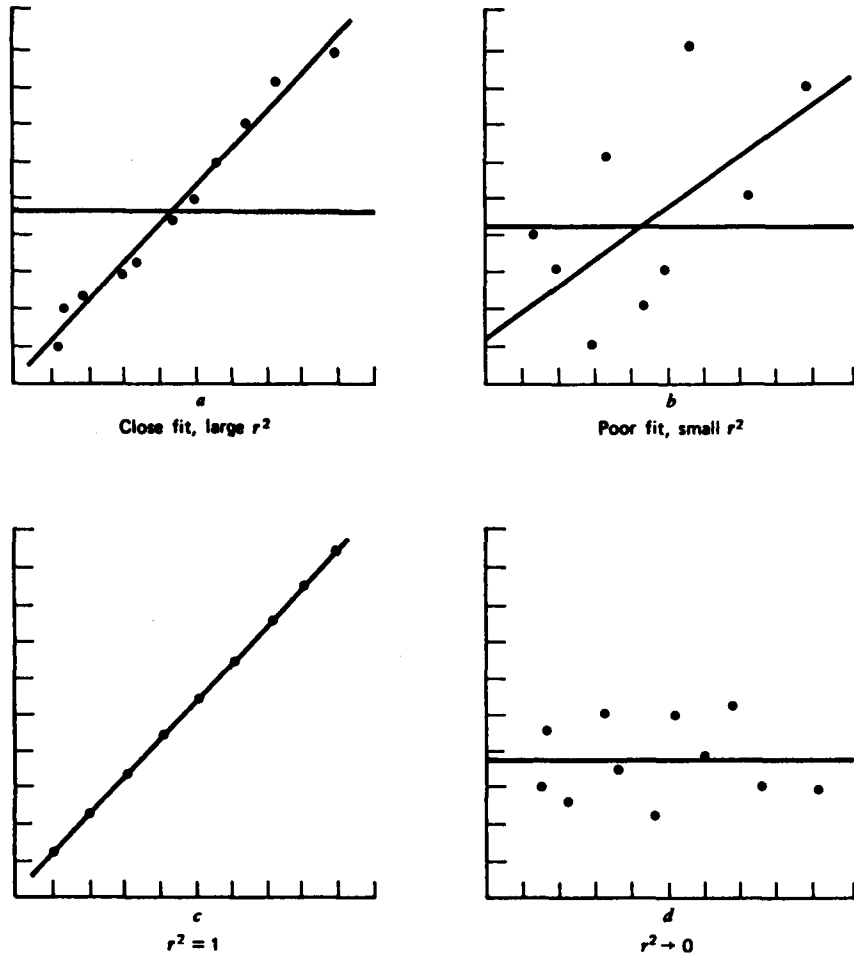 a
Close fit, large r²
b
Poor fit, small r²
c
r² = 1
d
r² → 0